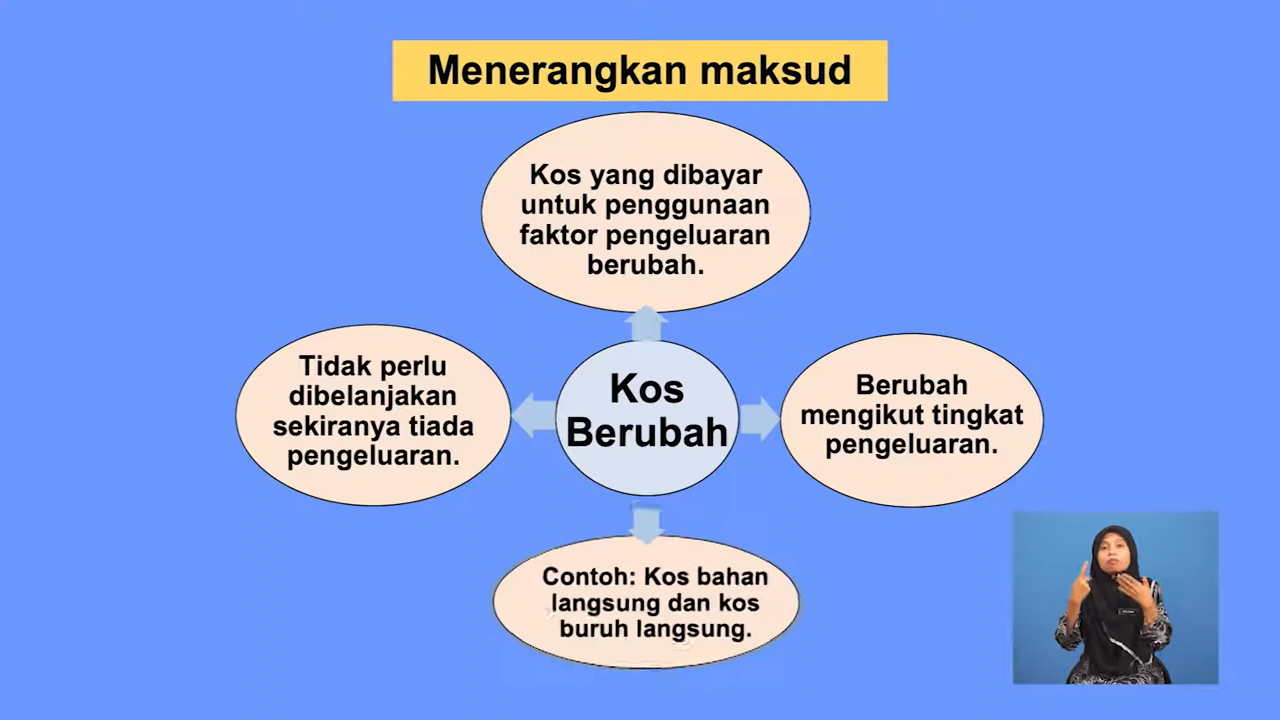 Menerangkan maksud
Kos yang dibayar
untuk penggunaan
faktor pengeluaran
berubah.
Tidak perlu
dibelanjakan
sekiranya tiada
pengeluaran.
Kos
Berubah
Berubah
mengikut tingkat
pengeluaran.
Contoh: Kos bahan
langsung dan kos
buruh langsung.